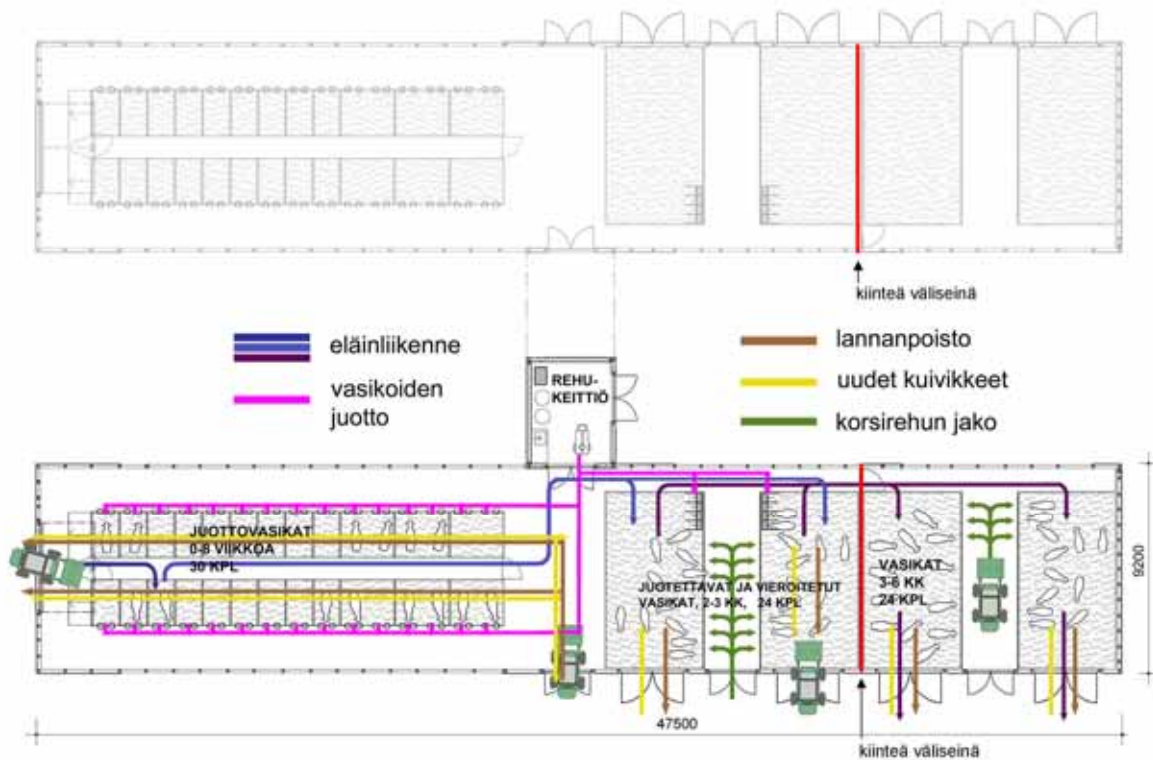 kiinteä väliseinä
eläinliikenne
vasikoiden
juotto
lannanpoisto
uudet kuivikkeet
korsirehun jako
REHU-
KEITTIÖ
JUOTTOVASIKAT
0-8 VIIKKOA
30 KPL
JUOTETTAVAT JA VIEROITETUT
VASIKAT, 2-3 KK, 24 KPL
VASIKAT
3-6 KK
24 KPL
9200
47500
kiinteä väliseinä